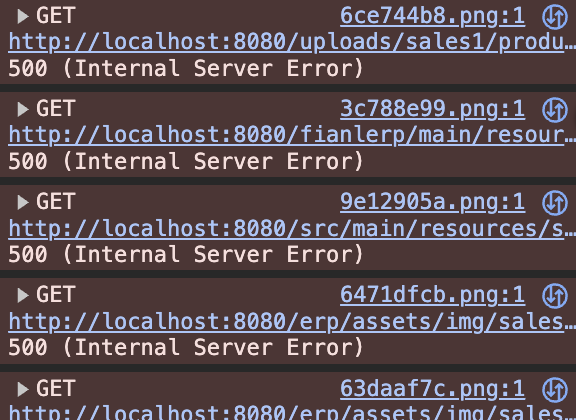 ▶ GET 6ce744b8.png:1
http://localhost:8080/uploads/sales1/produ…
500 (Internal Server Error)
▶ GET 3c788e99.png:1
http://localhost:8080/fianlerp/main/resour…
500 (Internal Server Error)
▶ GET 9e12905a.png:1
http://localhost:8080/src/main/resources/s…
500 (Internal Server Error)
▶ GET 6471dfcb.png:1
http://localhost:8080/erp/assets/img/sales…
500 (Internal Server Error)
▶ GET 63daaf7c.png:1
http://localhost:8080/erp/assets/img/sales…